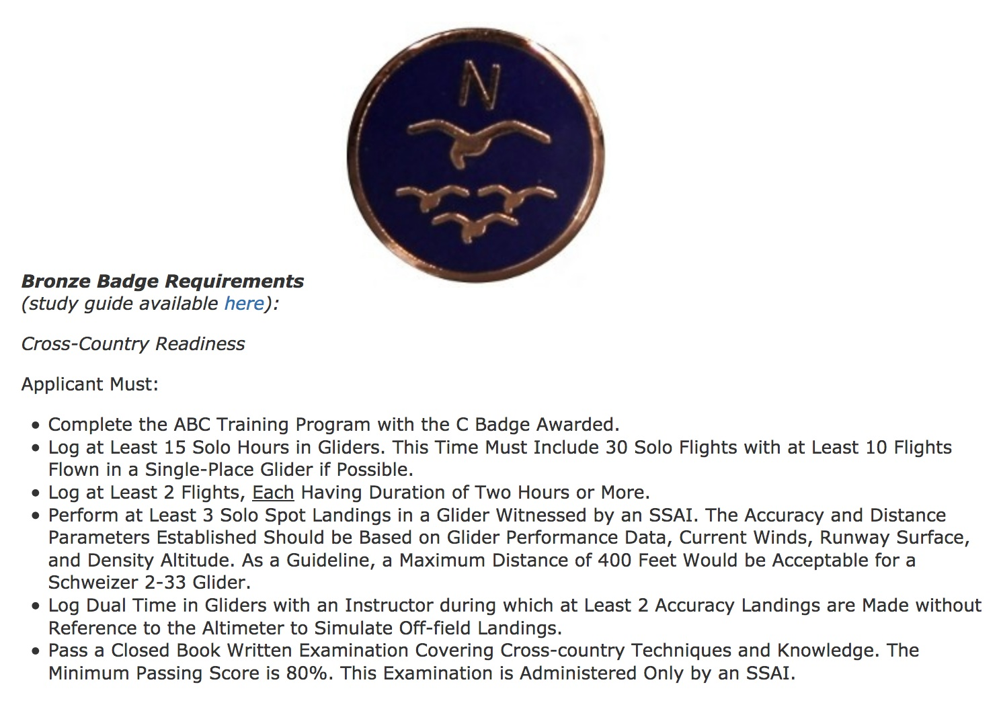 N
Bronze Badge Requirements
(study guide available here):
Cross-Country Readiness
Applicant Must:
• Complete the ABC Training Program with the C Badge Awarded.
• Log at Least 15 Solo Hours in Gliders. This Time Must Include 30 Solo Flights with at Least 10 Flights
Flown in a Single-Place Glider if Possible.
• Log at Least 2 Flights, Each Having Duration of Two Hours or More.
• Perform at Least 3 Solo Spot Landings in a Glider Witnessed by an SSAI. The Accuracy and Distance
Parameters Established Should be Based on Glider Performance Data, Current Winds, Runway Surface,
and Density Altitude. As a Guideline, a Maximum Distance of 400 Feet Would be Acceptable for a
Schweizer 2-33 Glider.
• Log Dual Time in Gliders with an Instructor during which at Least 2 Accuracy Landings are Made without
Reference to the Altimeter to Simulate Off-field Landings.
• Pass a Closed Book Written Examination Covering Cross-country Techniques and Knowledge. The
Minimum Passing Score is 80%. This Examination is Administered Only by an SSAI.